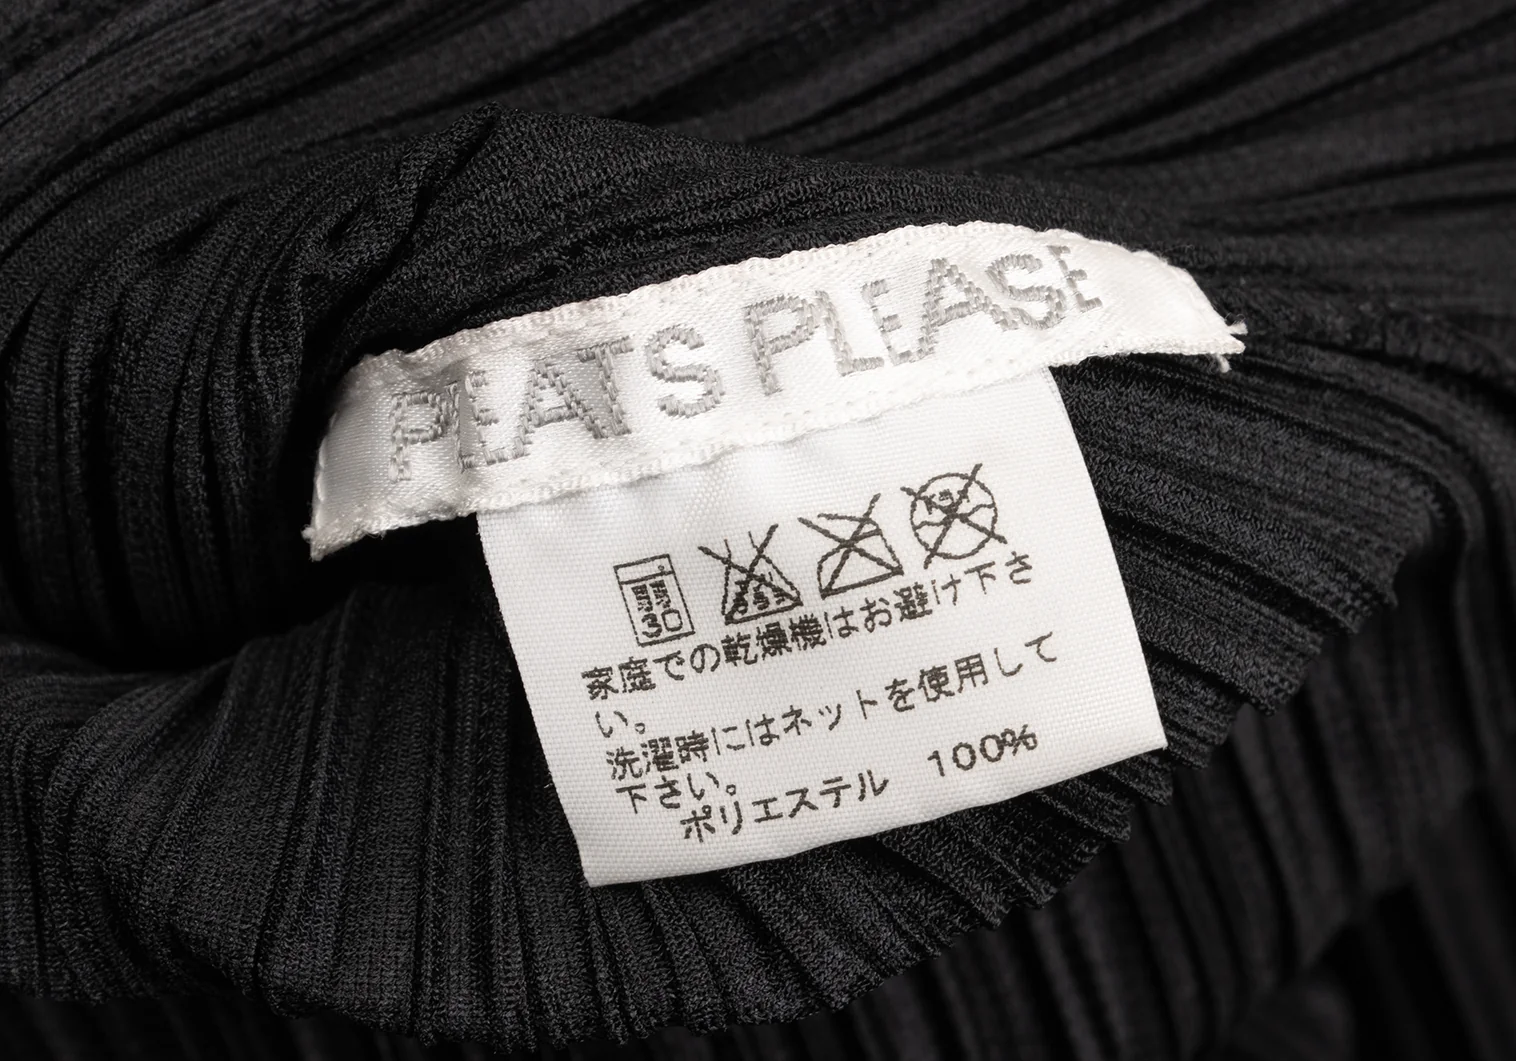 PLEATS PLEASE
30
家庭での乾燥機はお避け下さ
い。
洗濯時にはネットを使用して
下さい。
ポリエステル 100%